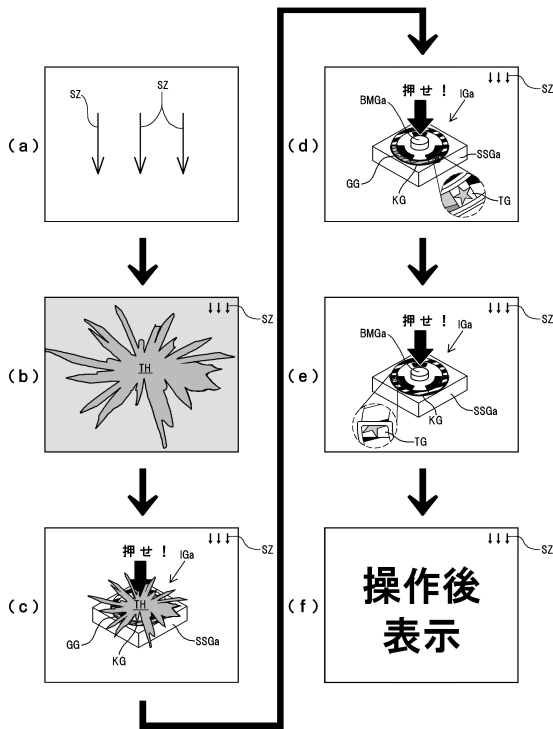 (a)
SZ
SZ
(b)
TH
SZ
(c)
押せ！
IGa
SZ
TH
GG
KG
SSGa
(d)
押せ！
BMGa
IGa
SZ
SSGa
GG
KG
TG
(e)
押せ！
BMGa
IGa
SZ
SSGa
KG
TG
(f)
SZ
操作後
表示